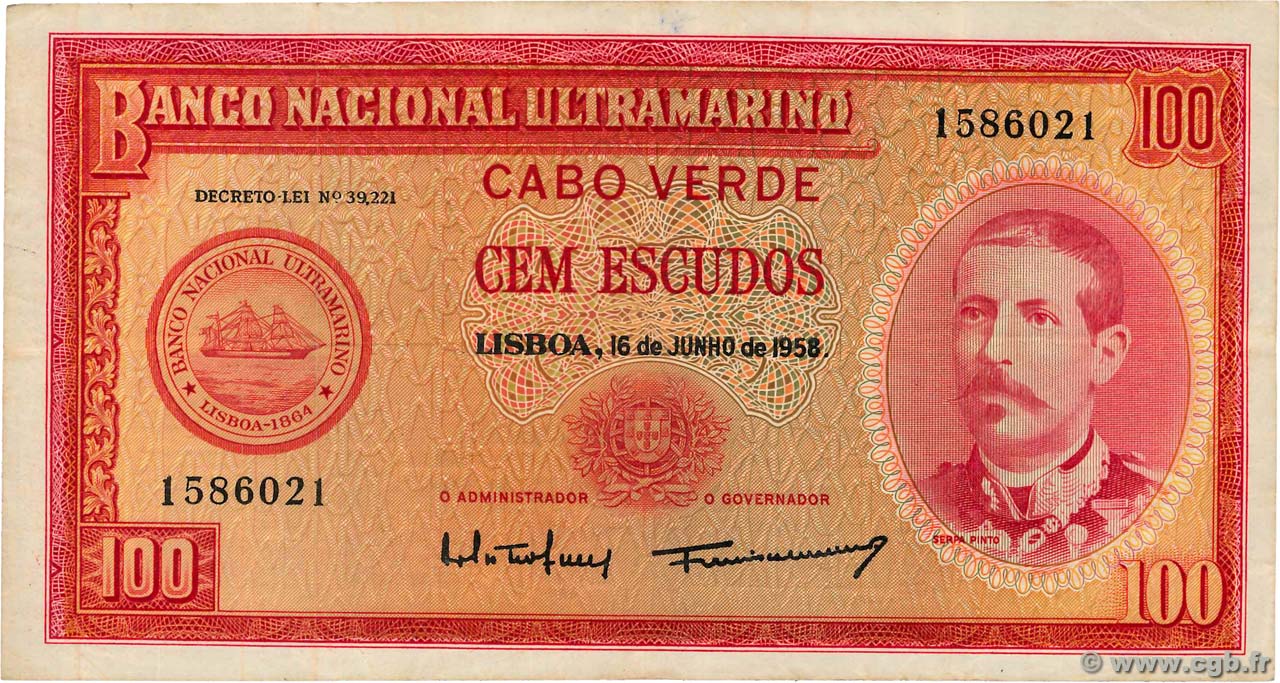 BANCO NACIONAL ULTRAMARINO
1586021
100
CABO VERDE
DECRETO-LEI Nº 39,221
CEM ESCUDOS
BANCO NACIONAL ULTRAMARINO
LISBOA-1864
LISBOA, 16 de JUNHO de 1958.
1586021
O ADMINISTRADOR
O GOVERNADOR
SERPA PINTO
100
100
© www.cgb.fr